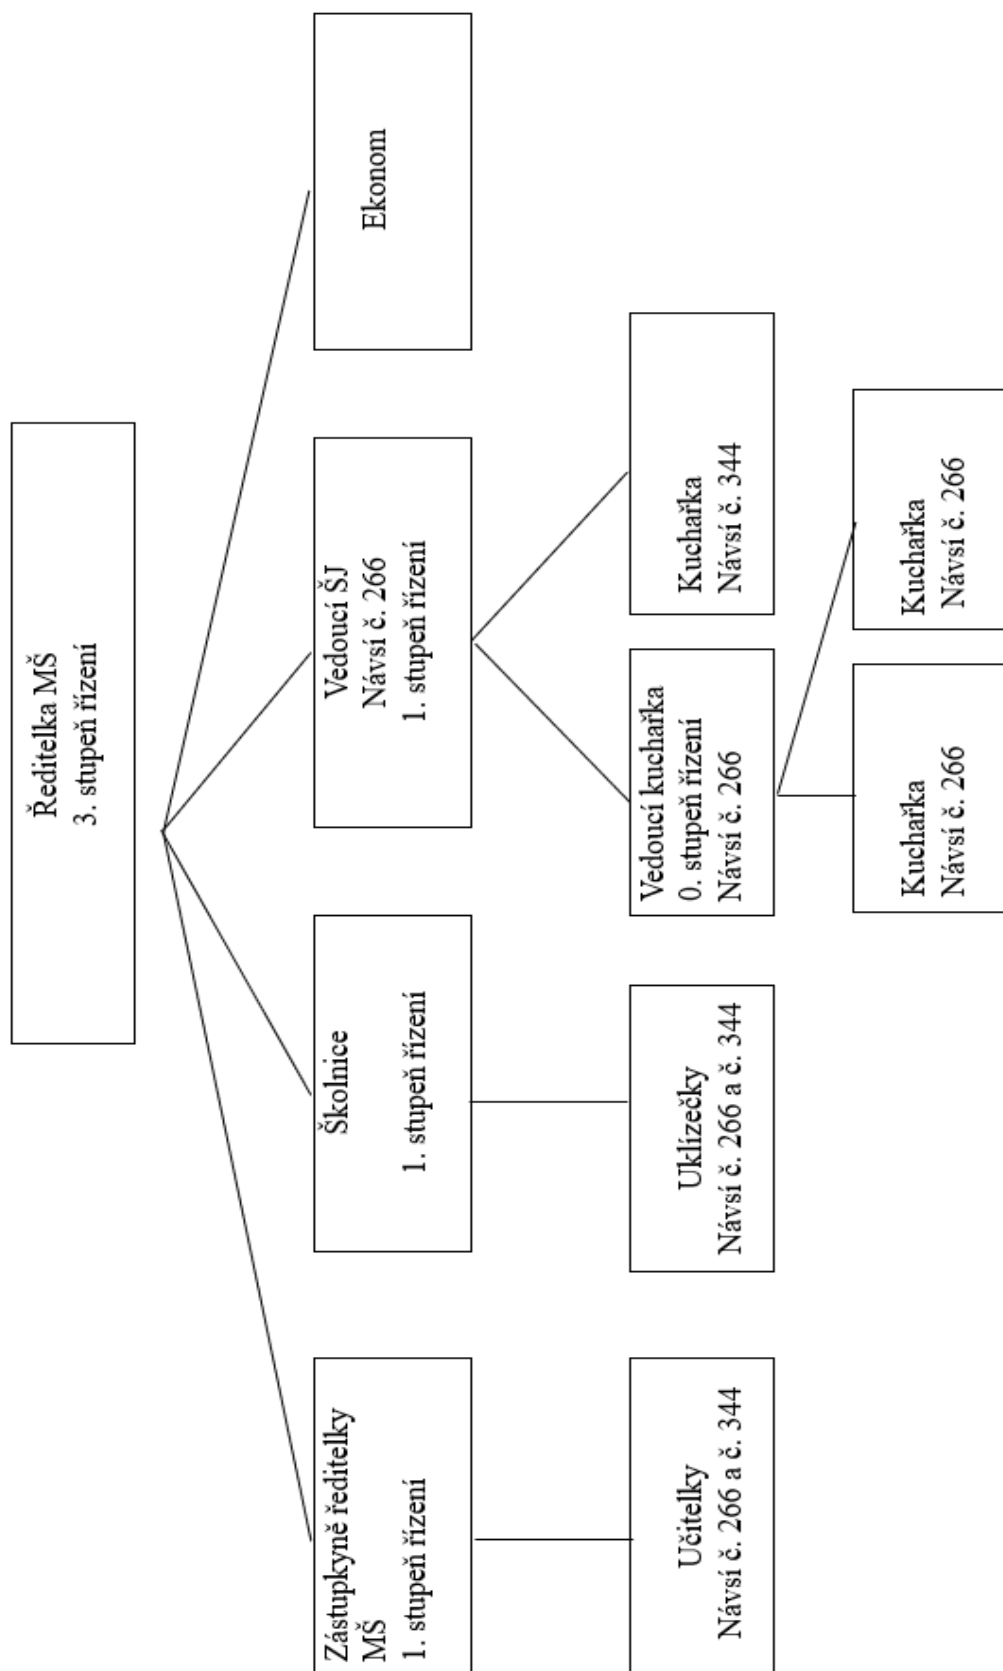 Ředitelka MŠ
3. stupeň řízení
Zástupkyně ředitelky
MŠ
1. stupeň řízení
Školnice
1. stupeň řízení
Vedoucí ŠJ
Návsí č. 266
1. stupeň řízení
Ekonom
Učitelky
Návsí č. 266 a č. 344
Uklízečky
Návsí č. 266 a č. 344
Vedoucí kuchařka
0. stupeň řízení
Návsí č. 266
Kuchařka
Návsí č. 344
Kuchařka
Návsí č. 266
Kuchařka
Návsí č. 266